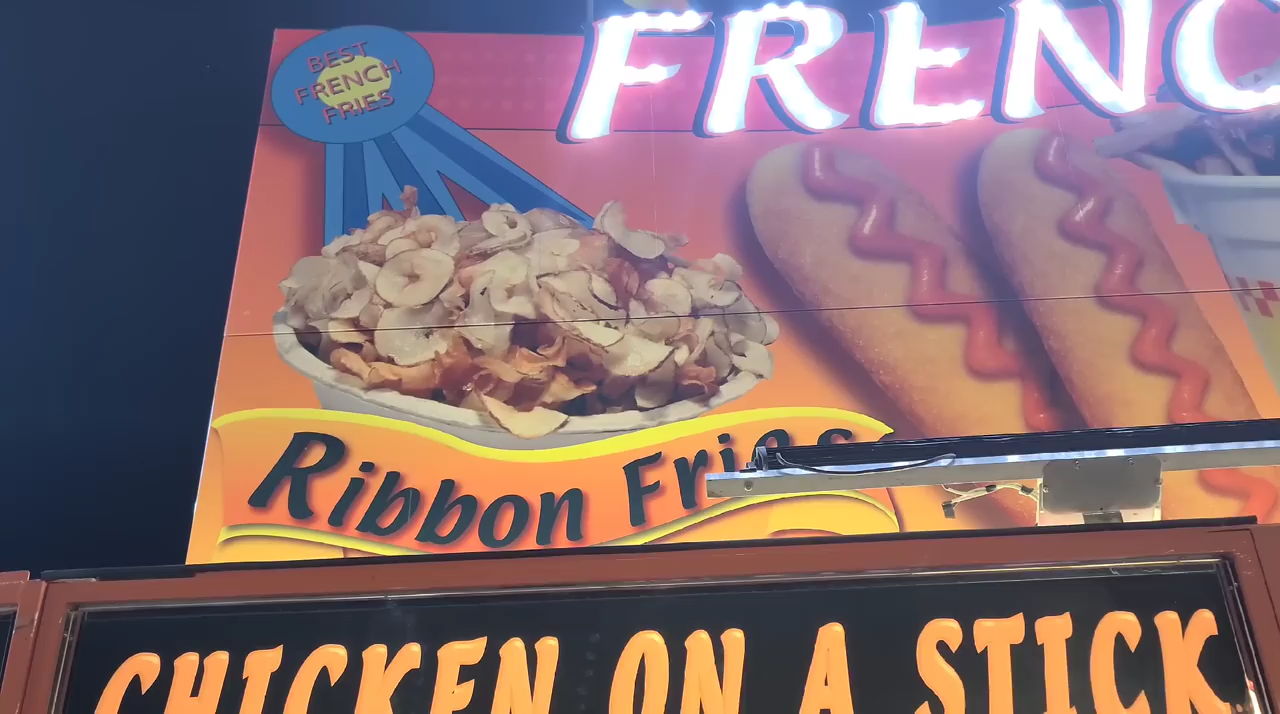 BEST
FRENCH
FRIES
FRENC
Ribbon Fries
CHICKEN ON A STICK